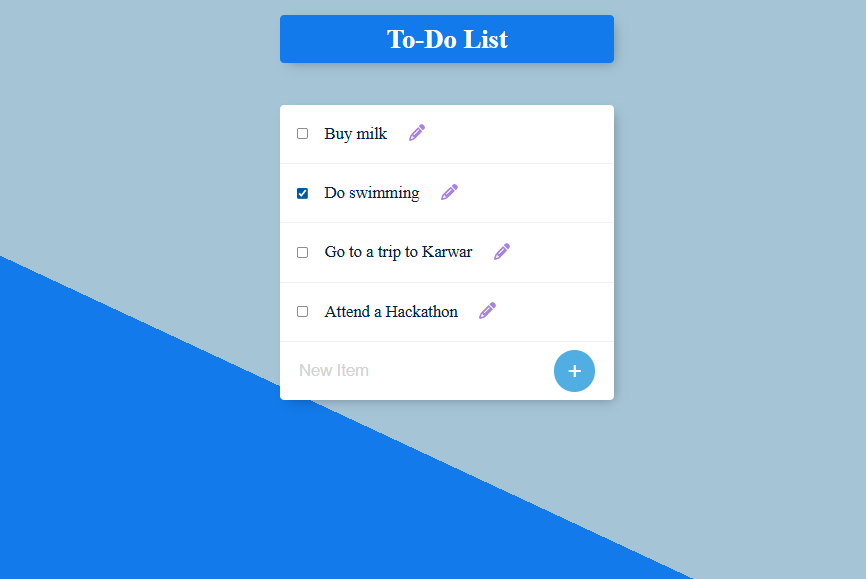 To-Do List
Buy milk
Do swimming
Go to a trip to Karwar
Attend a Hackathon
New Item +